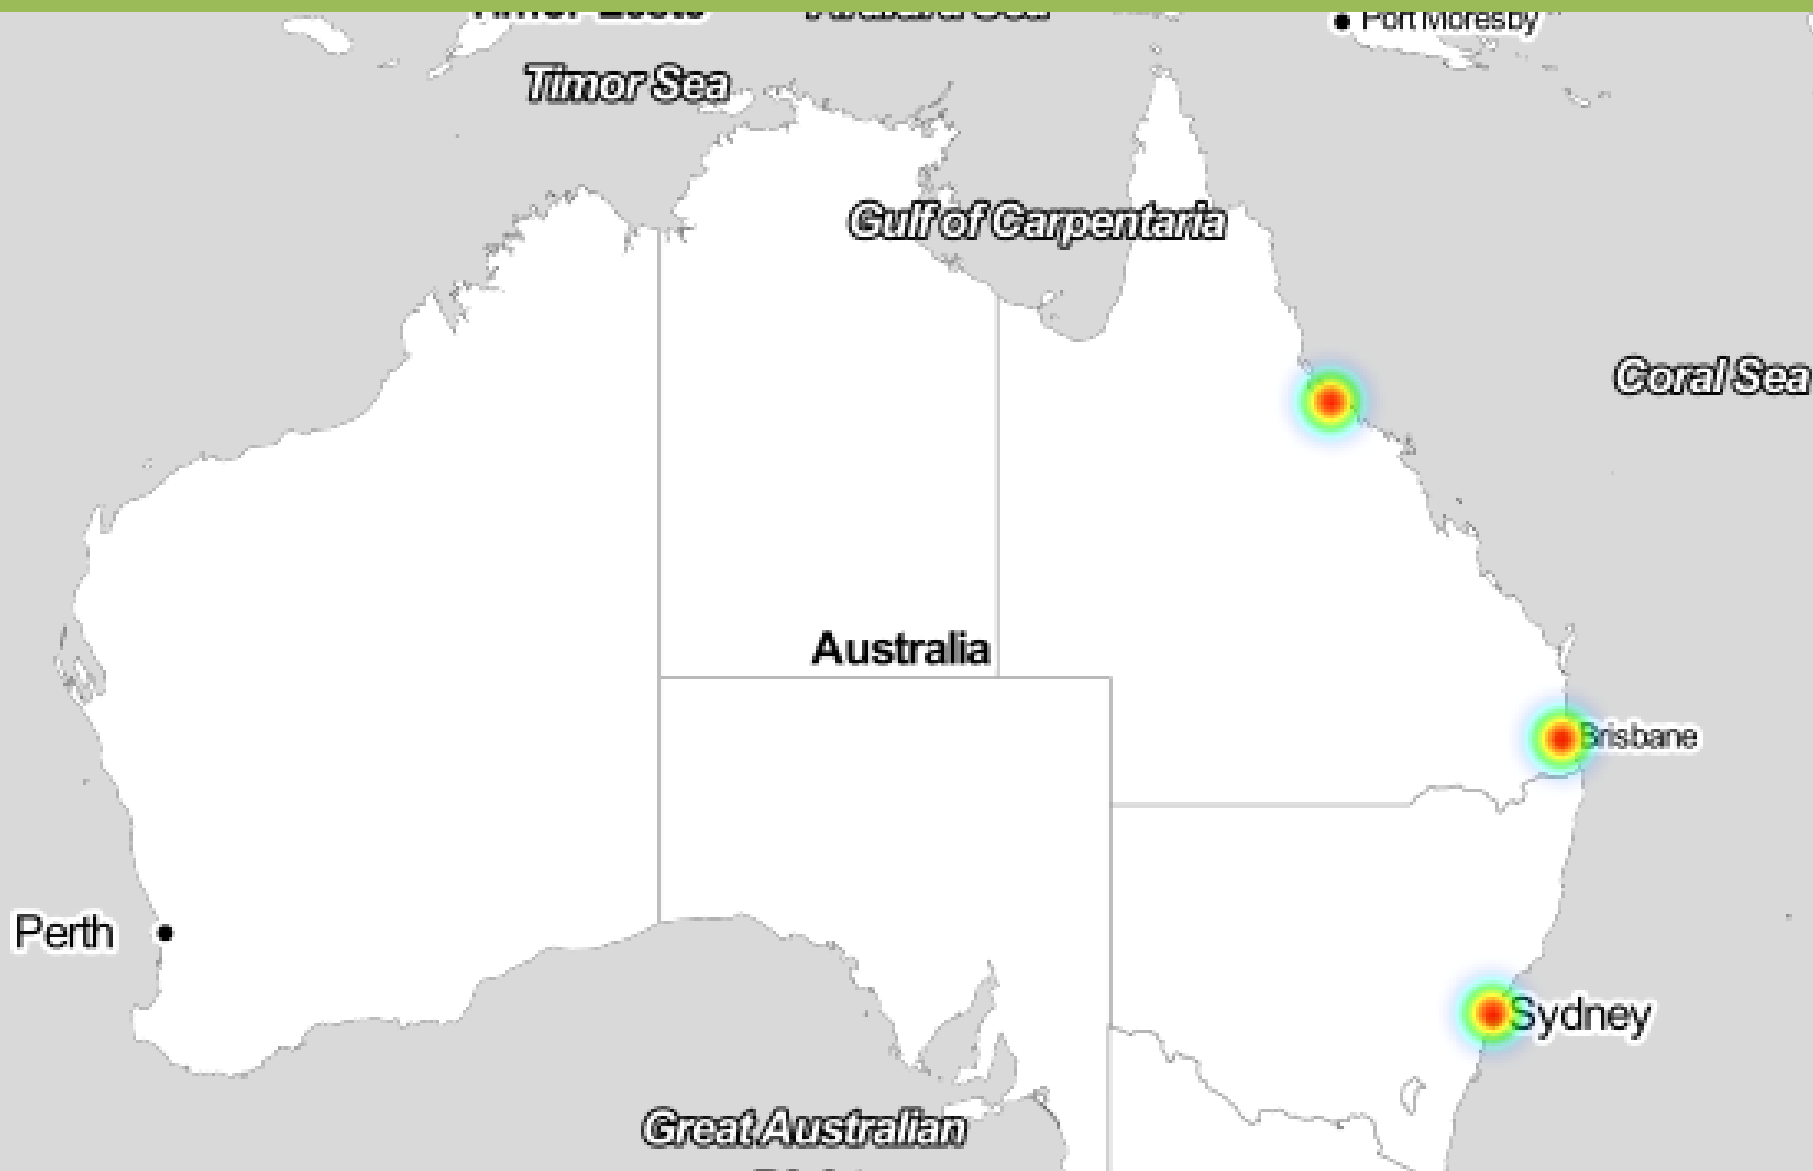 Port Moresby
Timor Sea
Gulf of Carpentaria
Coral Sea
Australia
Brisbane
Perth
Sydney
Great Australian